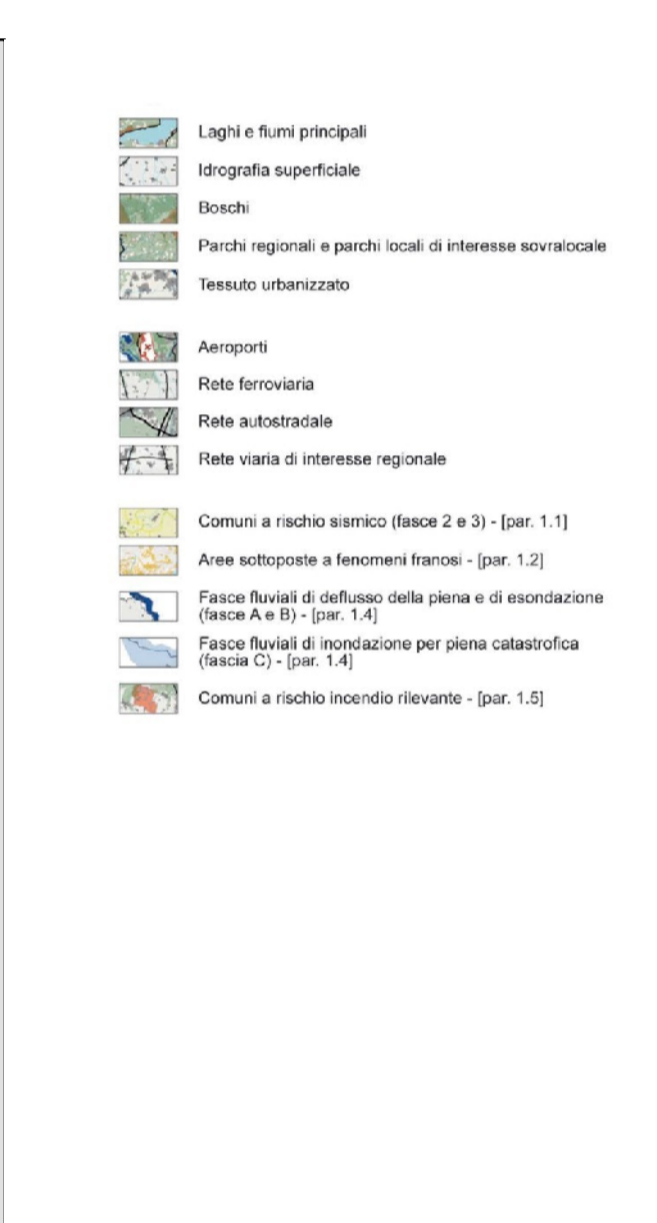 Laghi e fiumi principali
Idrografia superficiale
Boschi
Parchi regionali e parchi locali di interesse sovralocale
Tessuto urbanizzato
Aeroporti
Rete ferroviaria
Rete autostradale
Rete viaria di interesse regionale
Comuni a rischio sismico (fasce 2 e 3) - [par. 1.1]
Aree sottoposte a fenomeni franosi - [par. 1.2]
Fasce fluviali di deflusso della piena e di esondazione
(fasce A e B) - [par. 1.4]
Fasce fluviali di inondazione per piena catastrofica
(fascia C) - [par. 1.4]
Comuni a rischio incendio rilevante - [par. 1.5]